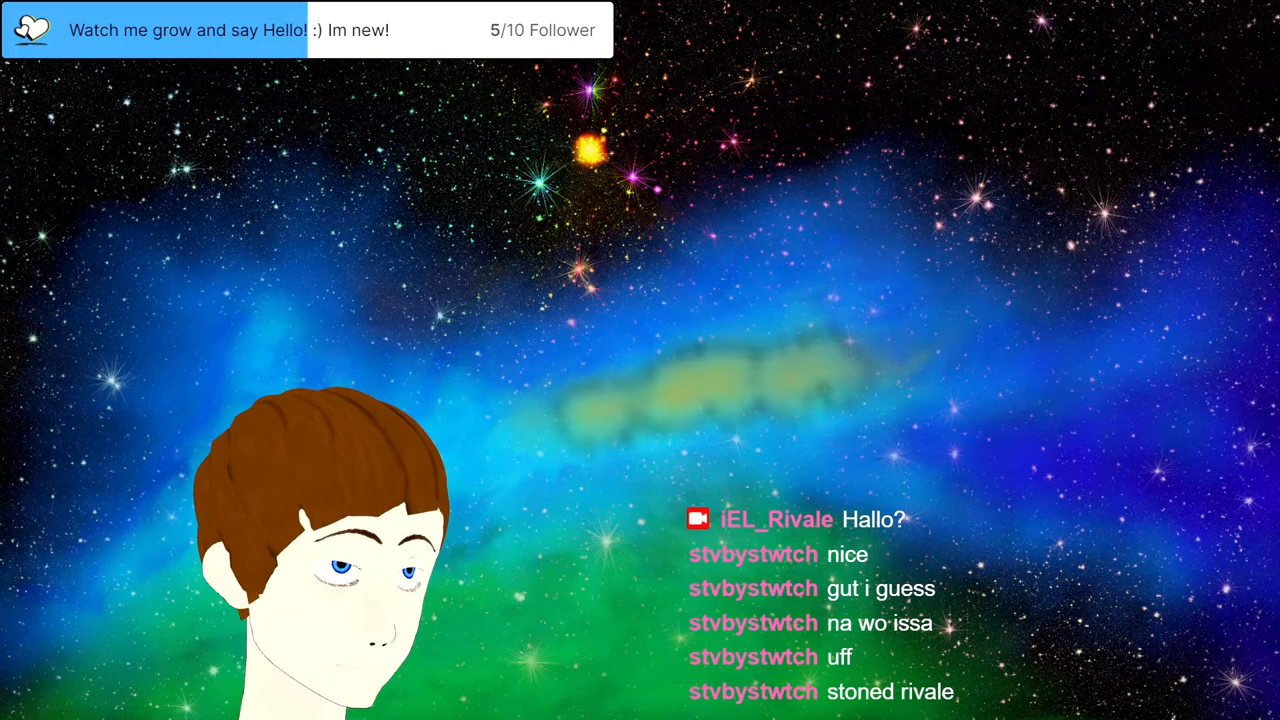 Watch me grow and say Hello! :) Im new! 5/10 Follower
iEL_Rivale Hallo?
stvbystwtch nice
stvbystwtch gut i guess
stvbystwtch na wo issa
stvbystwtch uff
stvbystwtch stoned rivale